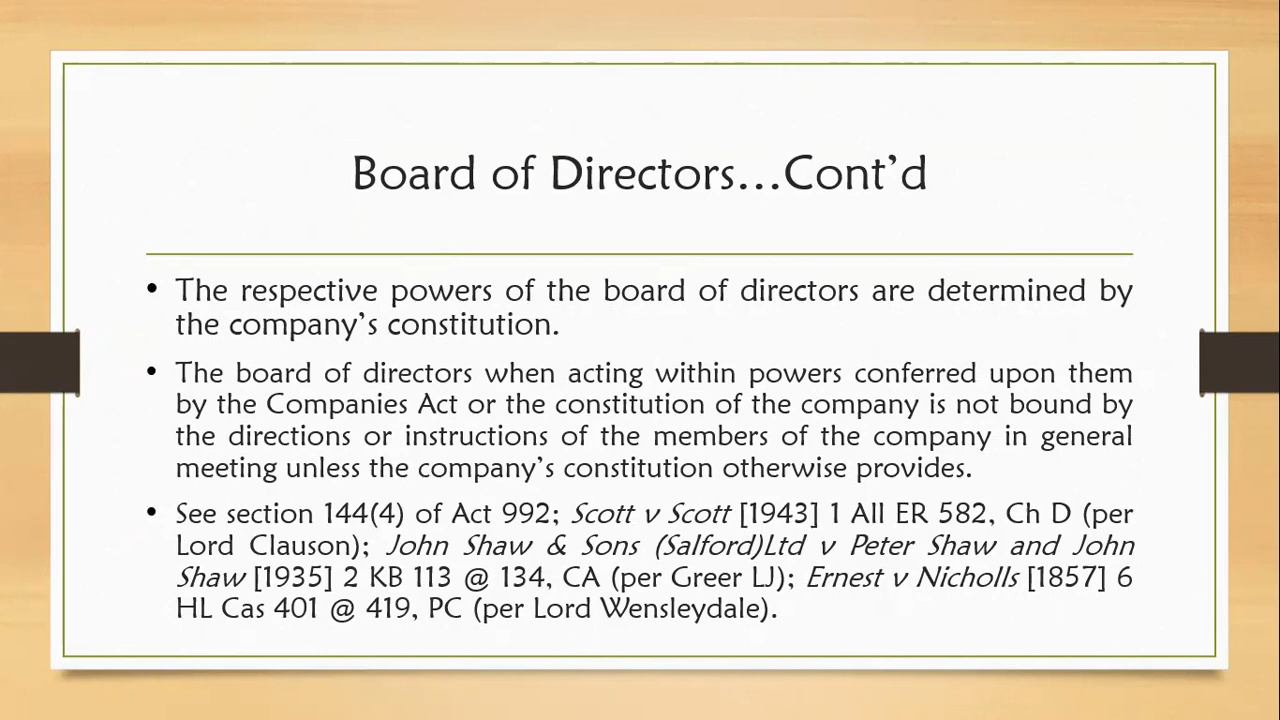 Board of Directors...Cont’d
• The respective powers of the board of directors are determined by
the company’s constitution.
• The board of directors when acting within powers conferred upon them
by the Companies Act or the constitution of the company is not bound by
the directions or instructions of the members of the company in general
meeting unless the company’s constitution otherwise provides.
• See section 144(4) of Act 992; Scott v Scott [1943] 1 All ER 582, Ch D (per
Lord Clauson); John Shaw & Sons (Salford)Ltd v Peter Shaw and John
Shaw [1935] 2 KB 113 @ 134, CA (per Greer LJ); Ernest v Nicholls [1857] 6
HL Cas 401 @ 419, PC (per Lord Wensleydale).